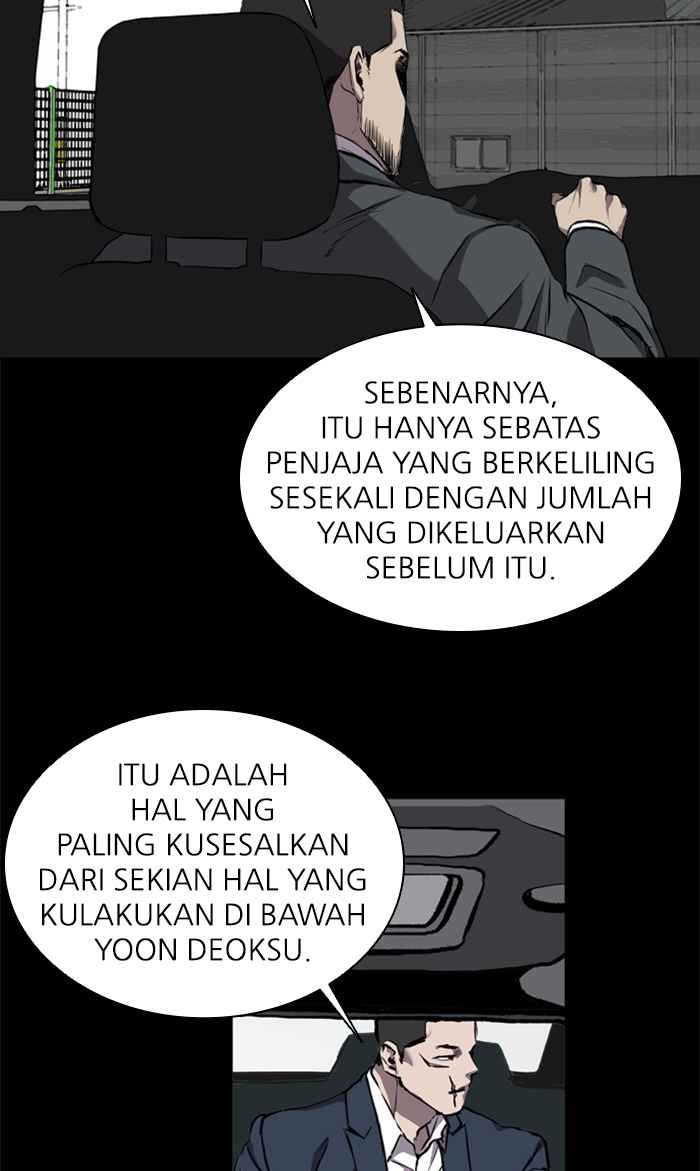 SEBENARNYA,
ITU HANYA SEBATAS
PENJAJA YANG BERKELILING
SESEKALI DENGAN JUMLAH
YANG DIKELUARKAN
SEBELUM ITU.
ITU ADALAH
HAL YANG
PALING KUSESALKAN
DARI SEKIAN HAL YANG
KULAKUKAN DI BAWAH
YOON DEOKSU.